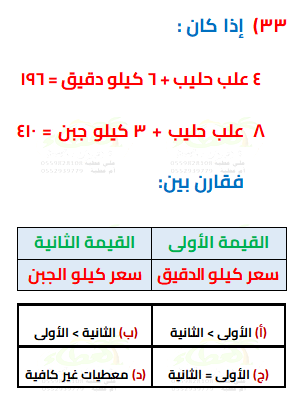 ٣٣) إذا كان :
٤ علب حليب + ٦ كيلو دقيق = ١٩٦
٨ علب حليب + ٣ كيلو جبن = ٤١٠
فقارن بين:
القيمة الأولى القيمة الثانية
سعر كيلو الدقيق سعر كيلو الجبن
(أ) الأولى > الثانية (ب) الثانية > الأولى
(ج) الأولى = الثانية (د) معطيات غير كافية